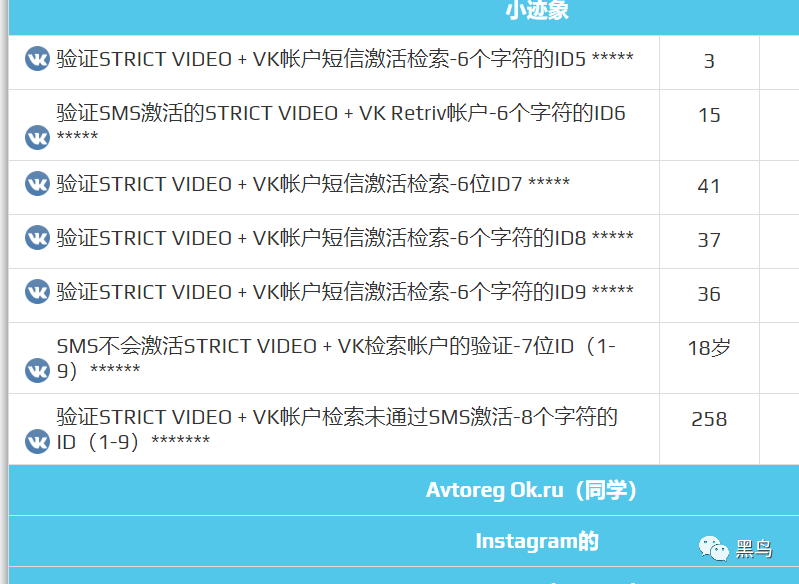 小迹象
验证STRICT VIDEO + VK帐户短信激活检索-6个字符的ID5 *****
3
验证SMS激活的STRICT VIDEO + VK Retriv帐户-6个字符的ID6
*****
15
验证STRICT VIDEO + VK帐户短信激活检索-6位ID7 *****
41
验证STRICT VIDEO + VK帐户短信激活检索-6个字符的ID8 *****
37
验证STRICT VIDEO + VK帐户短信激活检索-6个字符的ID9 *****
36
SMS不会激活STRICT VIDEO + VK检索帐户的验证-7位ID（1-
9）******
18岁
验证STRICT VIDEO + VK帐户检索未通过SMS激活-8个字符的
ID（1-9）*******
258
Avtoreg Ok.ru（同学）
Instagram的
黑鸟